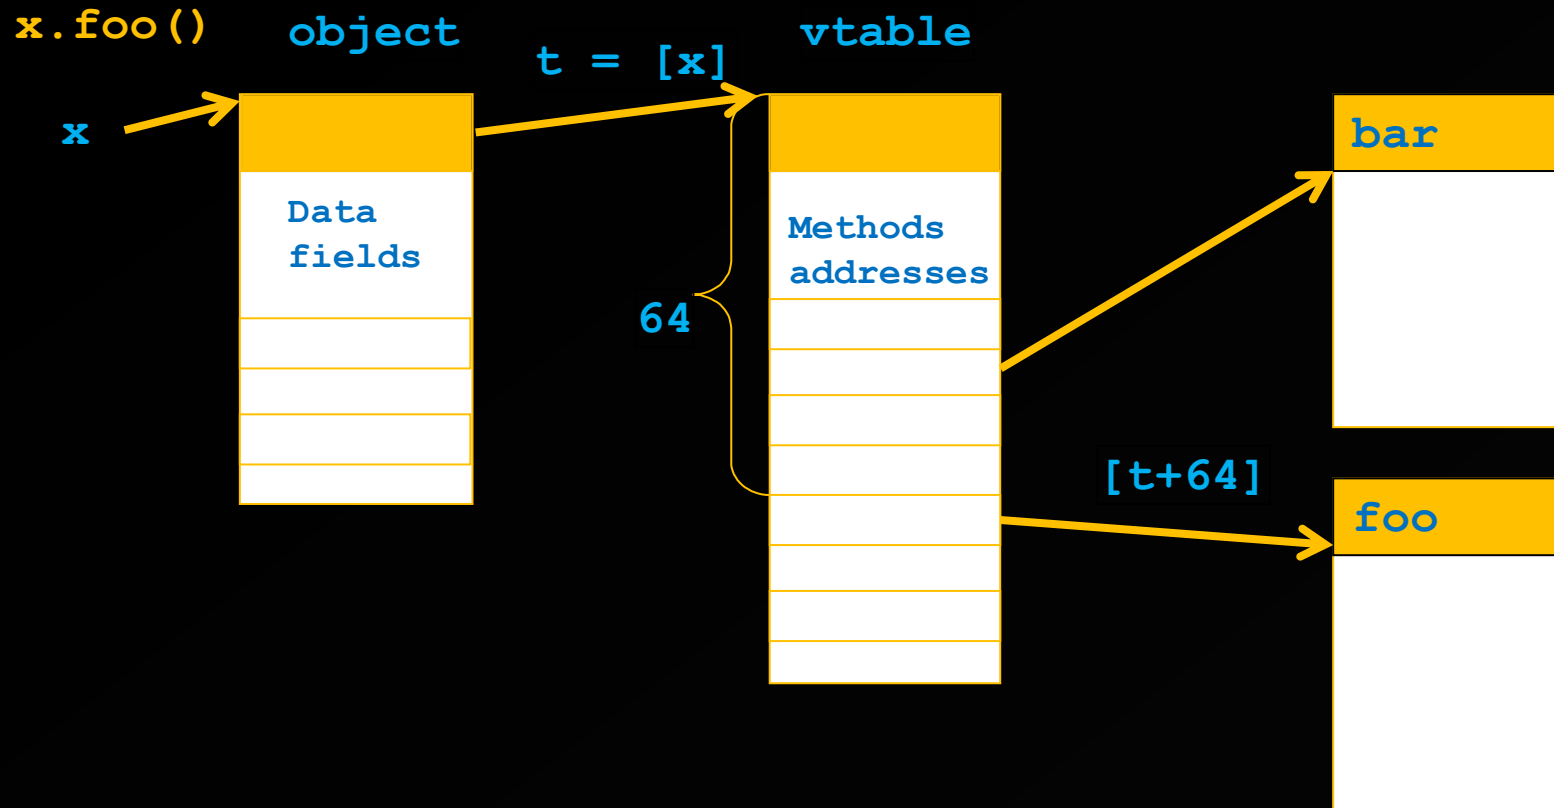 x.foo()
object
t = [x]
vtable
x
bar
Data
fields
Methods
addresses
64
[t+64]
foo